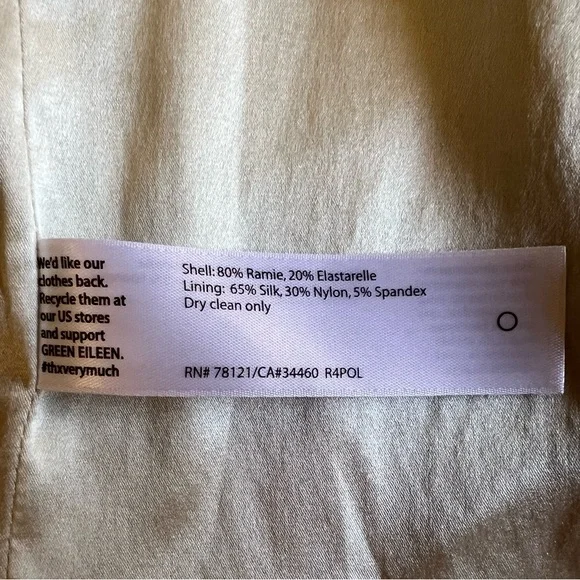 We'd like our
clothes back.
Recycle them at
our US stores
and support
GREEN EILEEN.
#thxverymuch
Shell: 80% Ramie, 20% Elastarelle
Lining: 65% Silk, 30% Nylon, 5% Spandex
Dry clean only
RN# 78121/CA#34460 R4POL